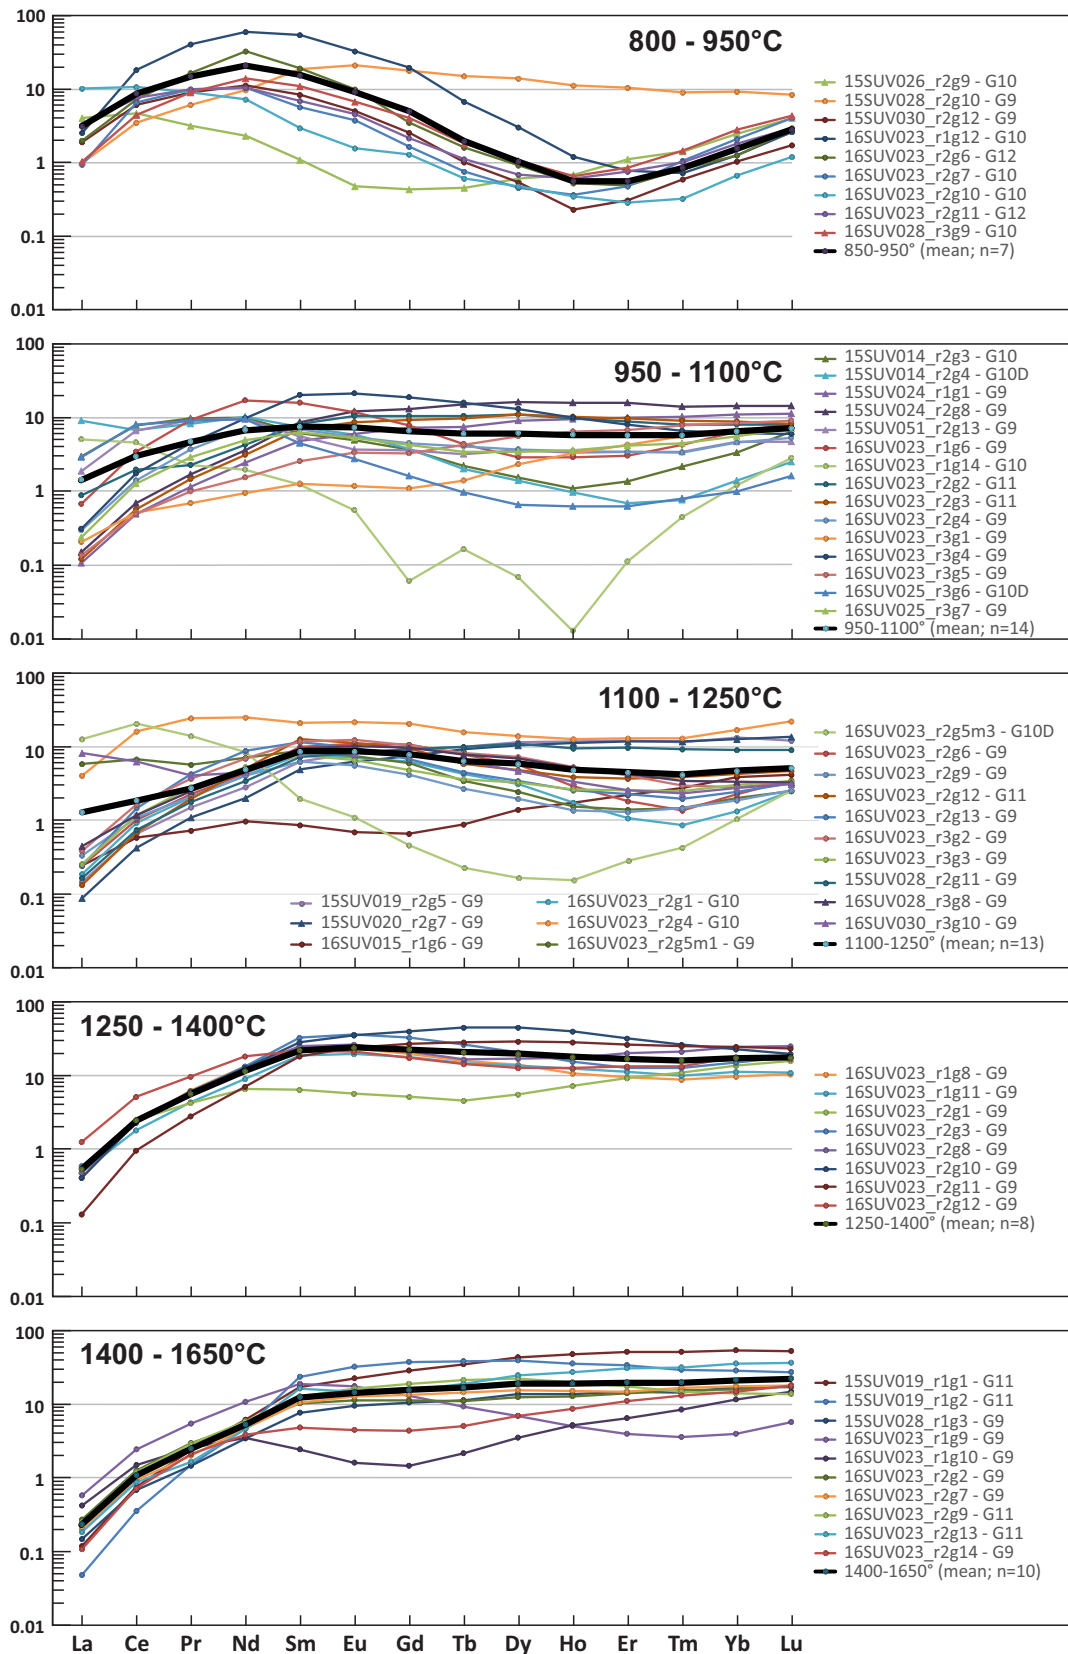 100
10
1
0.1
0.01
800 - 950°C
15SUV026_r2g9 - G10
15SUV028_r2g10 - G9
15SUV030_r2g12 - G9
16SUV023_r1g12 - G10
16SUV023_r2g6 - G12
16SUV023_r2g7 - G10
16SUV023_r2g10 - G10
16SUV023_r2g11 - G12
16SUV028_r3g9 - G10
850-950° (mean; n=7)
100
10
1
0.1
0.01
950 - 1100°C
15SUV014_r2g3 - G10
15SUV014_r2g4 - G10D
15SUV024_r1g1 - G9
15SUV024_r2g8 - G9
15SUV051_r2g13 - G9
16SUV023_r1g6 - G9
16SUV023_r1g14 - G10
16SUV023_r2g2 - G11
16SUV023_r2g3 - G11
16SUV023_r2g4 - G9
16SUV023_r3g1 - G9
16SUV023_r3g4 - G9
16SUV023_r3g5 - G9
16SUV025_r3g6 - G10D
16SUV025_r3g7 - G9
950-1100° (mean; n=14)
100
10
1
0.1
0.01
1100 - 1250°C
16SUV023_r2g5m3 - G10D
16SUV023_r2g6 - G9
16SUV023_r2g9 - G9
16SUV023_r2g12 - G11
16SUV023_r2g13 - G9
16SUV023_r3g2 - G9
16SUV023_r3g3 - G9
15SUV028_r2g11 - G9
16SUV028_r3g8 - G9
16SUV030_r3g10 - G9
1100-1250° (mean; n=13)
15SUV019_r2g5 - G9
15SUV020_r2g7 - G9
16SUV015_r1g6 - G9
16SUV023_r2g1 - G10
16SUV023_r2g4 - G10
16SUV023_r2g5m1 - G9
100
10
1
0.1
0.01
1250 - 1400°C
16SUV023_r1g8 - G9
16SUV023_r1g11 - G9
16SUV023_r2g1 - G9
16SUV023_r2g3 - G9
16SUV023_r2g8 - G9
16SUV023_r2g10 - G9
16SUV023_r2g11 - G9
16SUV023_r2g12 - G9
1250-1400° (mean; n=8)
100
10
1
0.1
0.01
1400 - 1650°C
15SUV019_r1g1 - G11
15SUV019_r1g2 - G11
15SUV028_r1g3 - G9
16SUV023_r1g9 - G9
16SUV023_r1g10 - G9
16SUV023_r2g2 - G9
16SUV023_r2g7 - G9
16SUV023_r2g9 - G11
16SUV023_r2g13 - G11
16SUV023_r2g14 - G9
1400-1650° (mean; n=10)
La Ce Pr Nd Sm Eu Gd Tb Dy Ho Er Tm Yb Lu